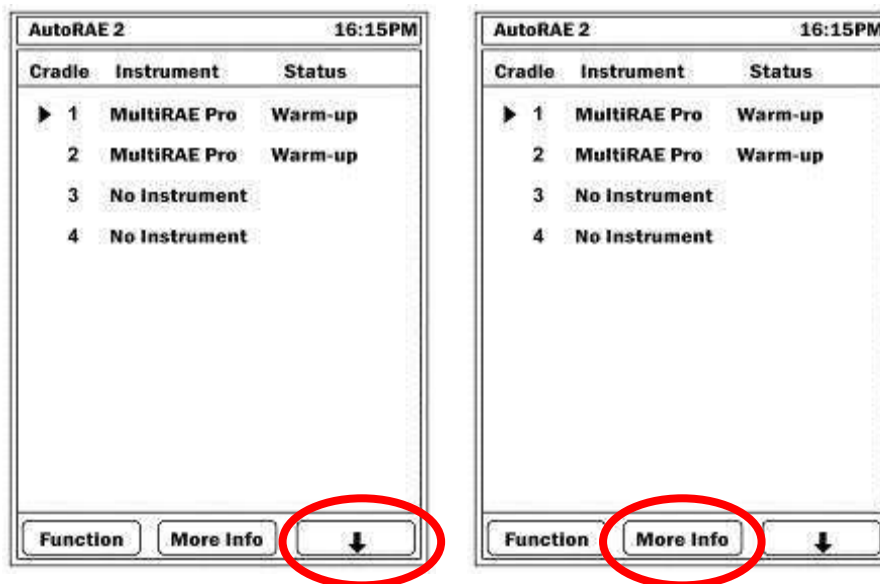 AutoRAE 2 16:15PM
Cradle Instrument Status
▶ 1 MultiRAE Pro Warm-up
2 MultiRAE Pro Warm-up
3 No Instrument
4 No Instrument
Function More Info ↓
AutoRAE 2 16:15PM
Cradle Instrument Status
▶ 1 MultiRAE Pro Warm-up
2 MultiRAE Pro Warm-up
3 No Instrument
4 No Instrument
Function More Info ↓